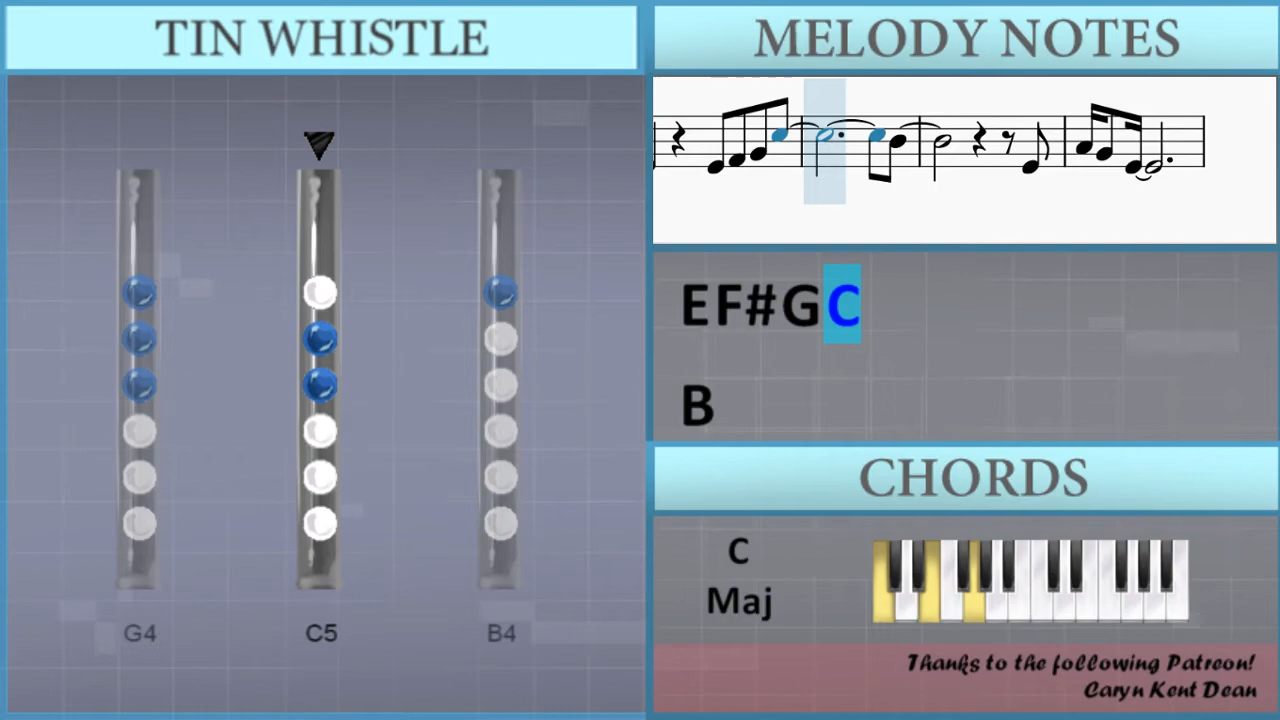 TIN WHISTLE
G4
C5
B4
MELODY NOTES
EF#GC
B
CHORDS
C
Maj
Thanks to the following Patreon!
Caryn Kent Dean